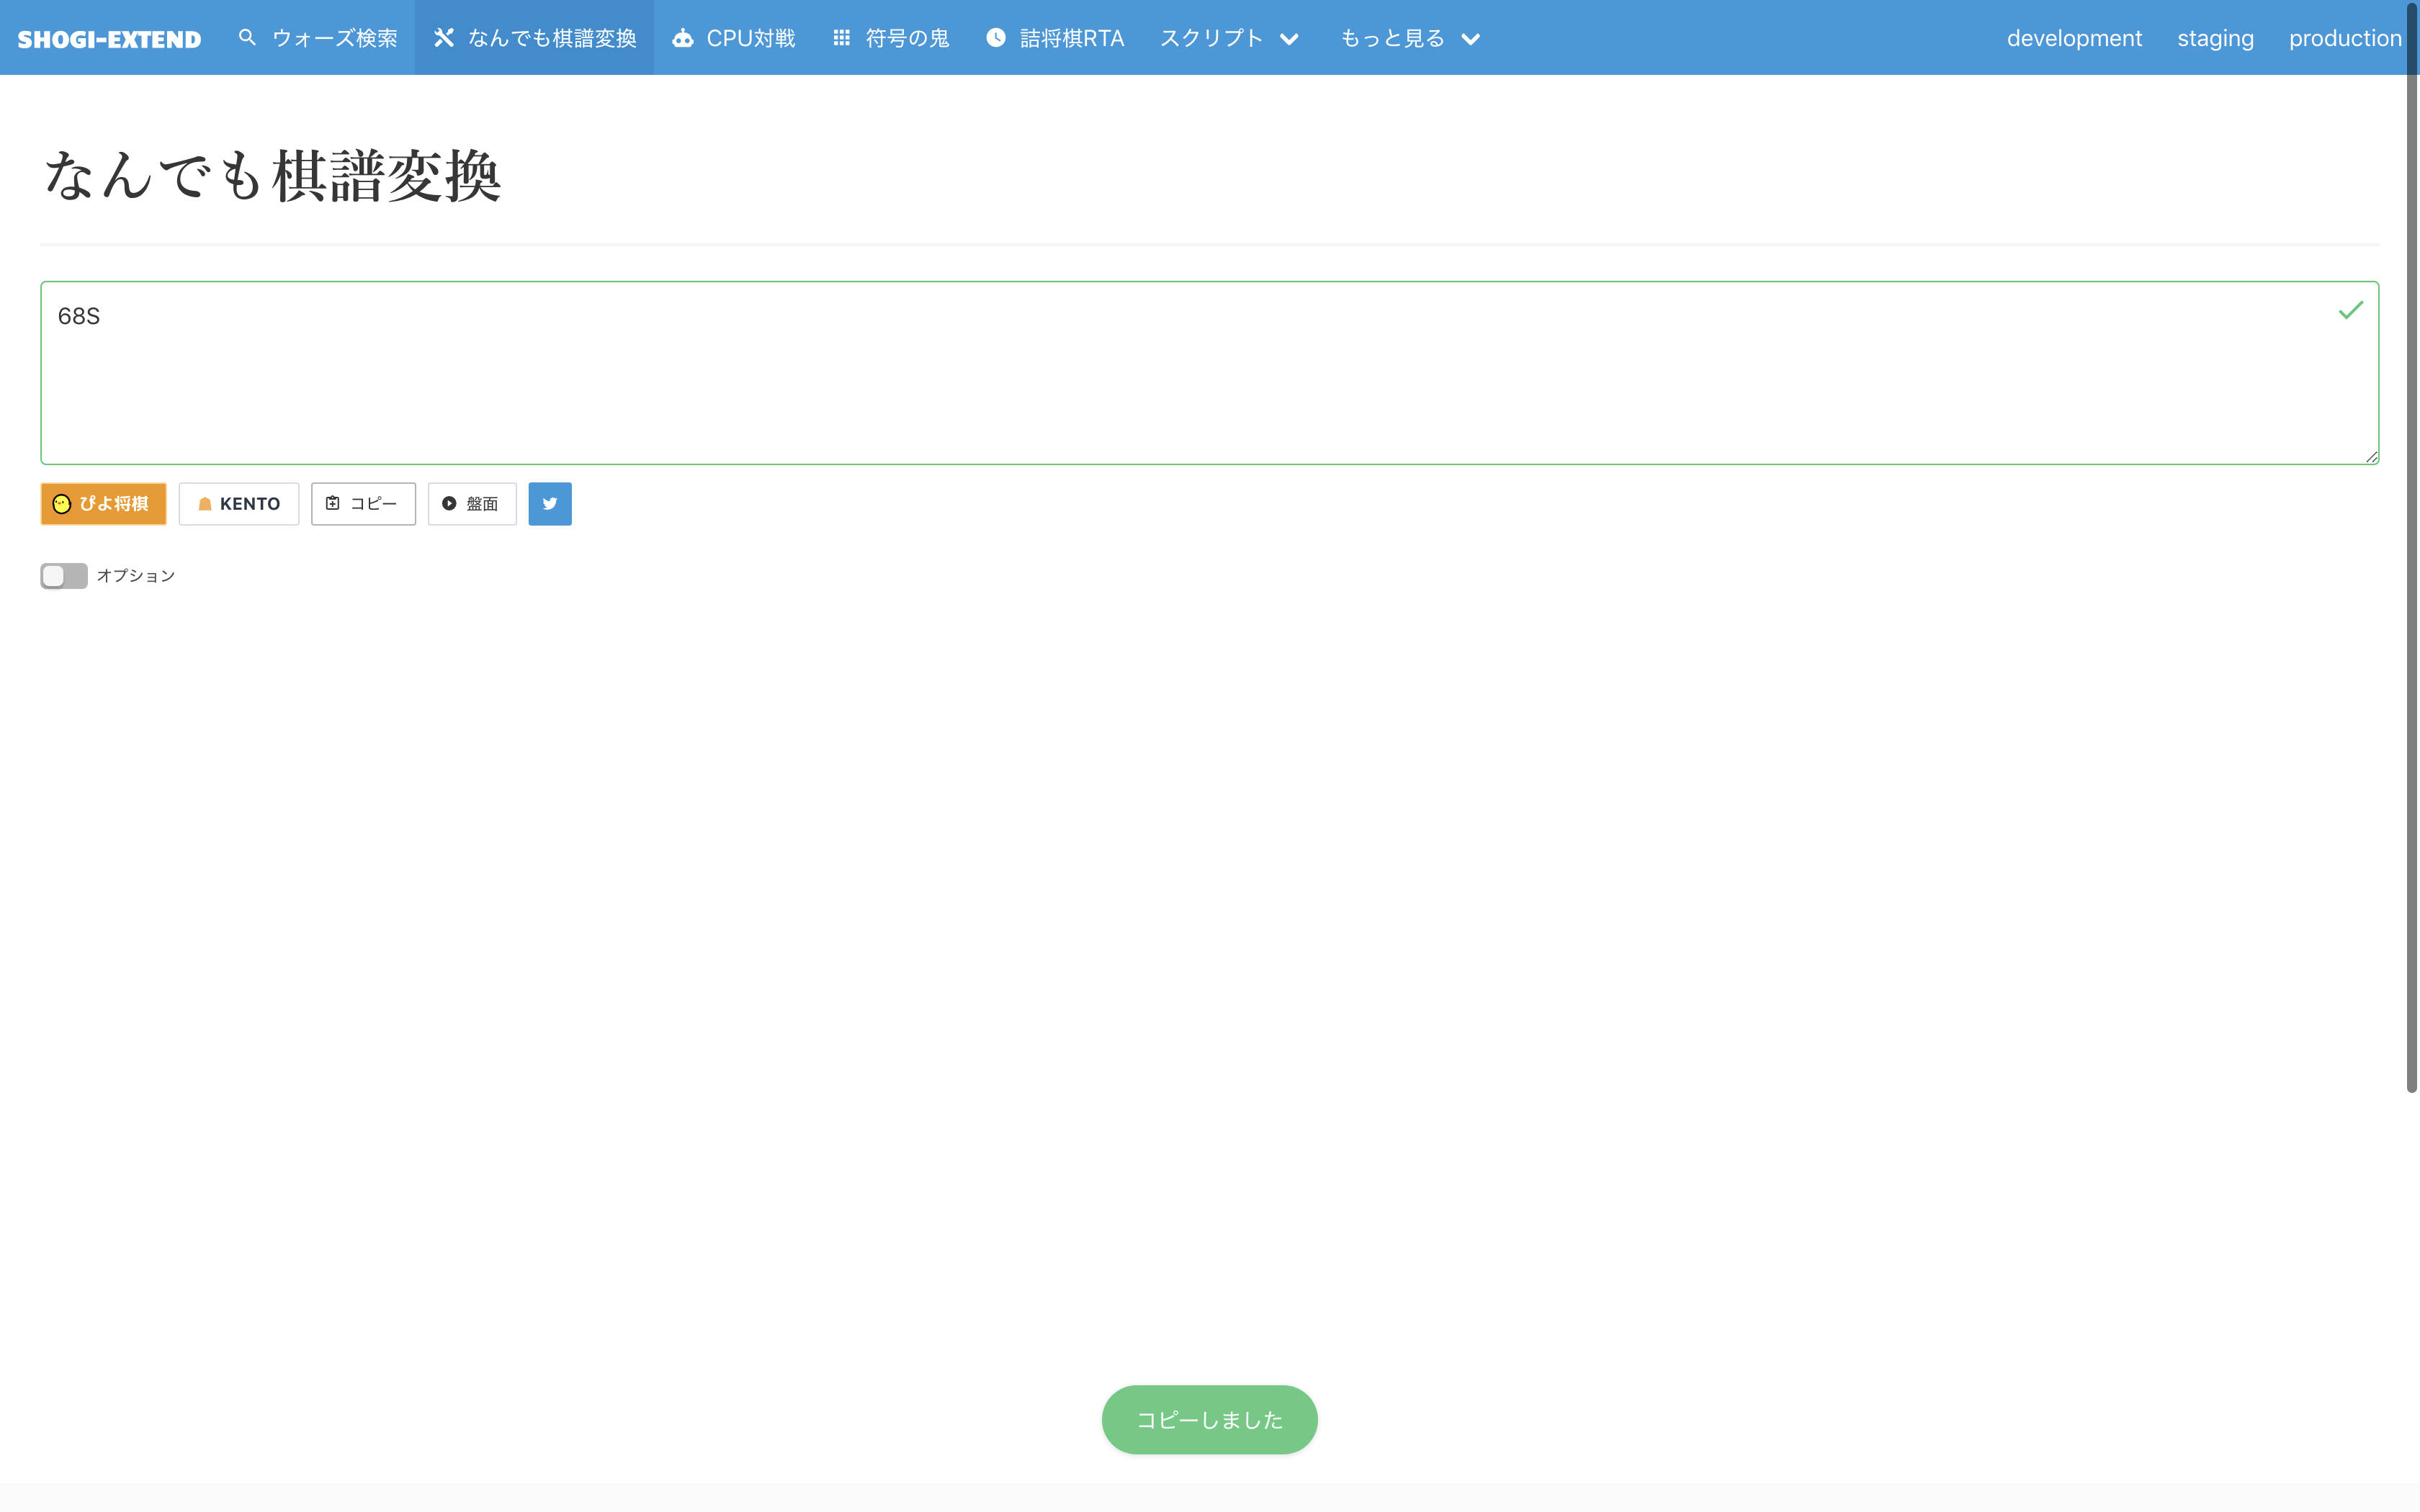 SHOGI-EXTEND ウォーズ検索 なんでも棋譜変換 CPU対戦 符号の鬼 詰将棋RTA スクリプト もっと見る development staging production
なんでも棋譜変換
68S
ぴよ将棋 KENTO コピー 盤面
オプション
コピーしました